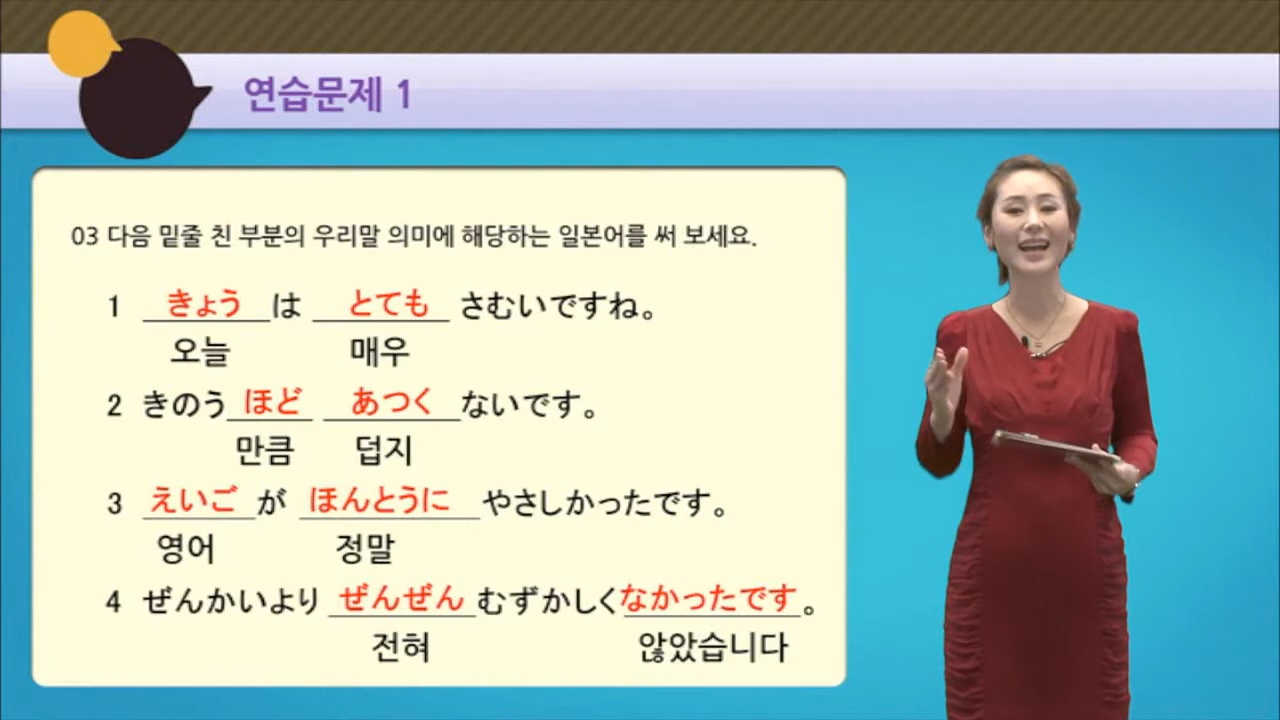 연습문제 1
03 다음 밑줄 친 부분의 우리말 의미에 해당하는 일본어를 써 보세요.
1 きょう は とても さむいですね。
오늘 매우
2 きのう ほど あつく ないです。
만큼 덥지
3 えいご が ほんとうに やさしかったです。
영어 정말
4 ぜんかいより ぜんぜん むずかしく なかったです 。
전혀 않았습니다